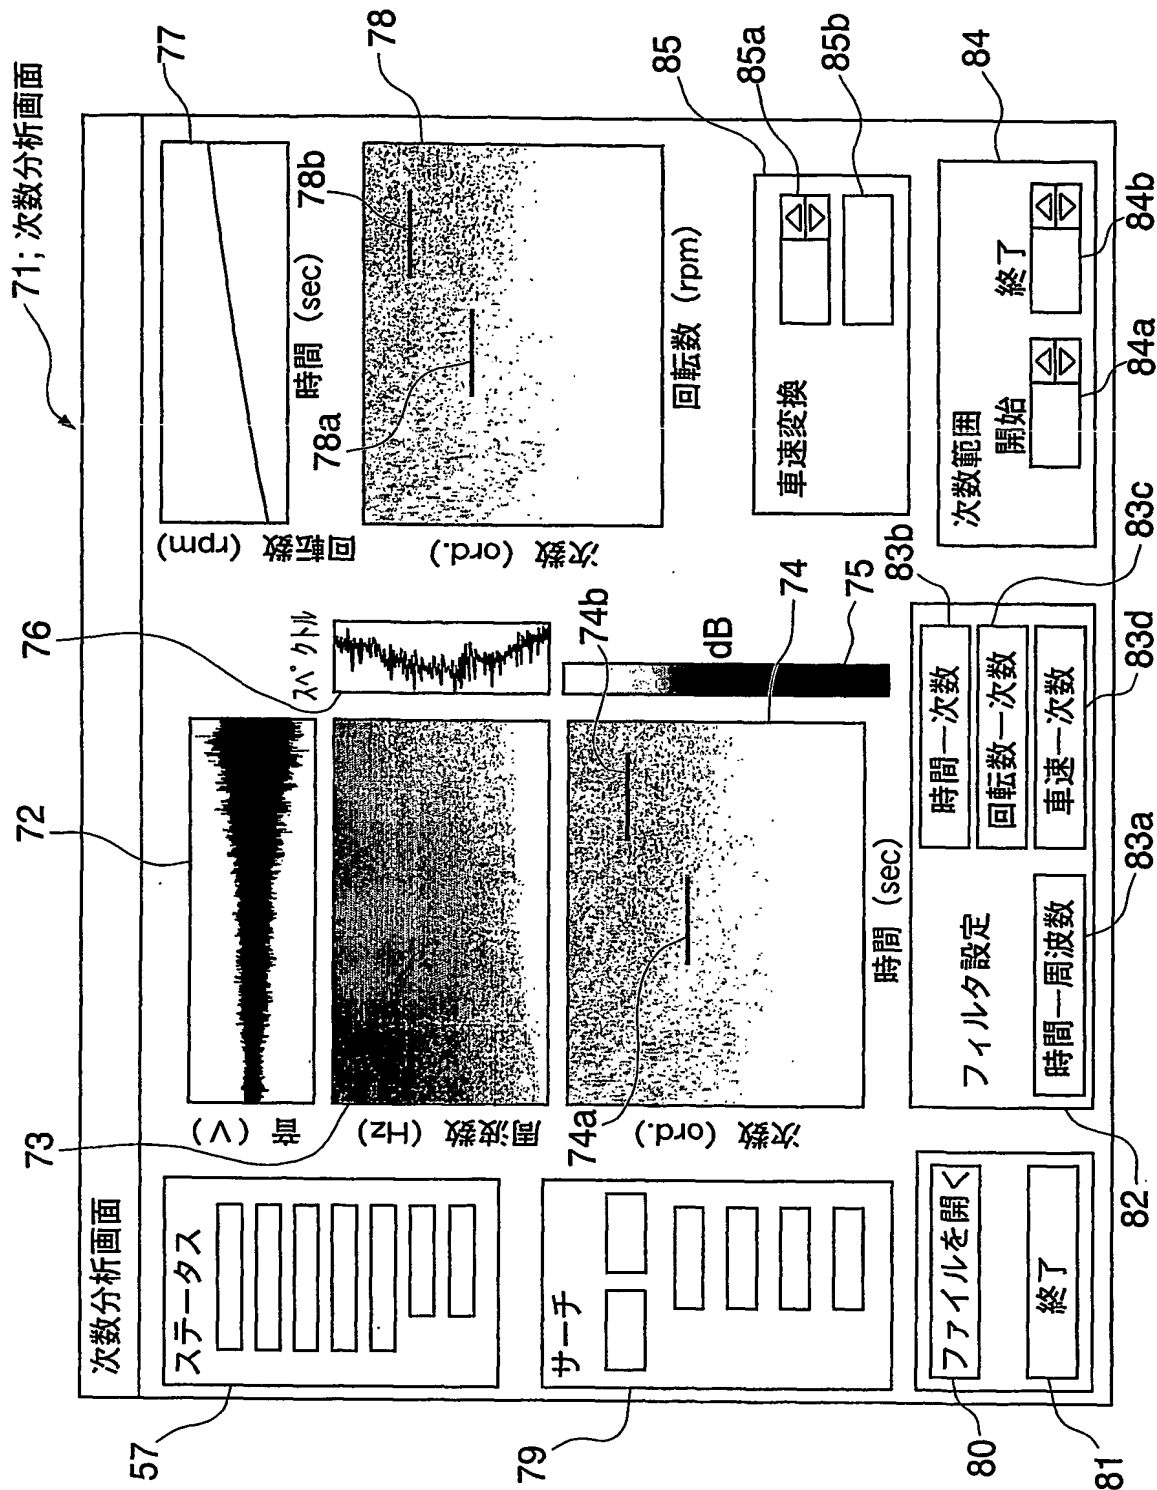 71; 次数分析画面
次数分析画面
57
ステータス
79
サーチ
80
ファイルを開く
81
終了
72
音 (V)
73
周波数 (Hz)
76
スペクトル
74
74a
74b
次数 (ord.)
時間 (sec)
75
dB
77
回転数 (rpm)
時間 (sec)
78
78a
78b
次数 (ord.)
回転数 (rpm)
82
フィルタ設定
時間ー周波数
83a
時間ー次数
83b
回転数ー次数
83c
車速ー次数
83d
85
車速変換
85a
85b
84
次数範囲
開始
終了
84a
84b